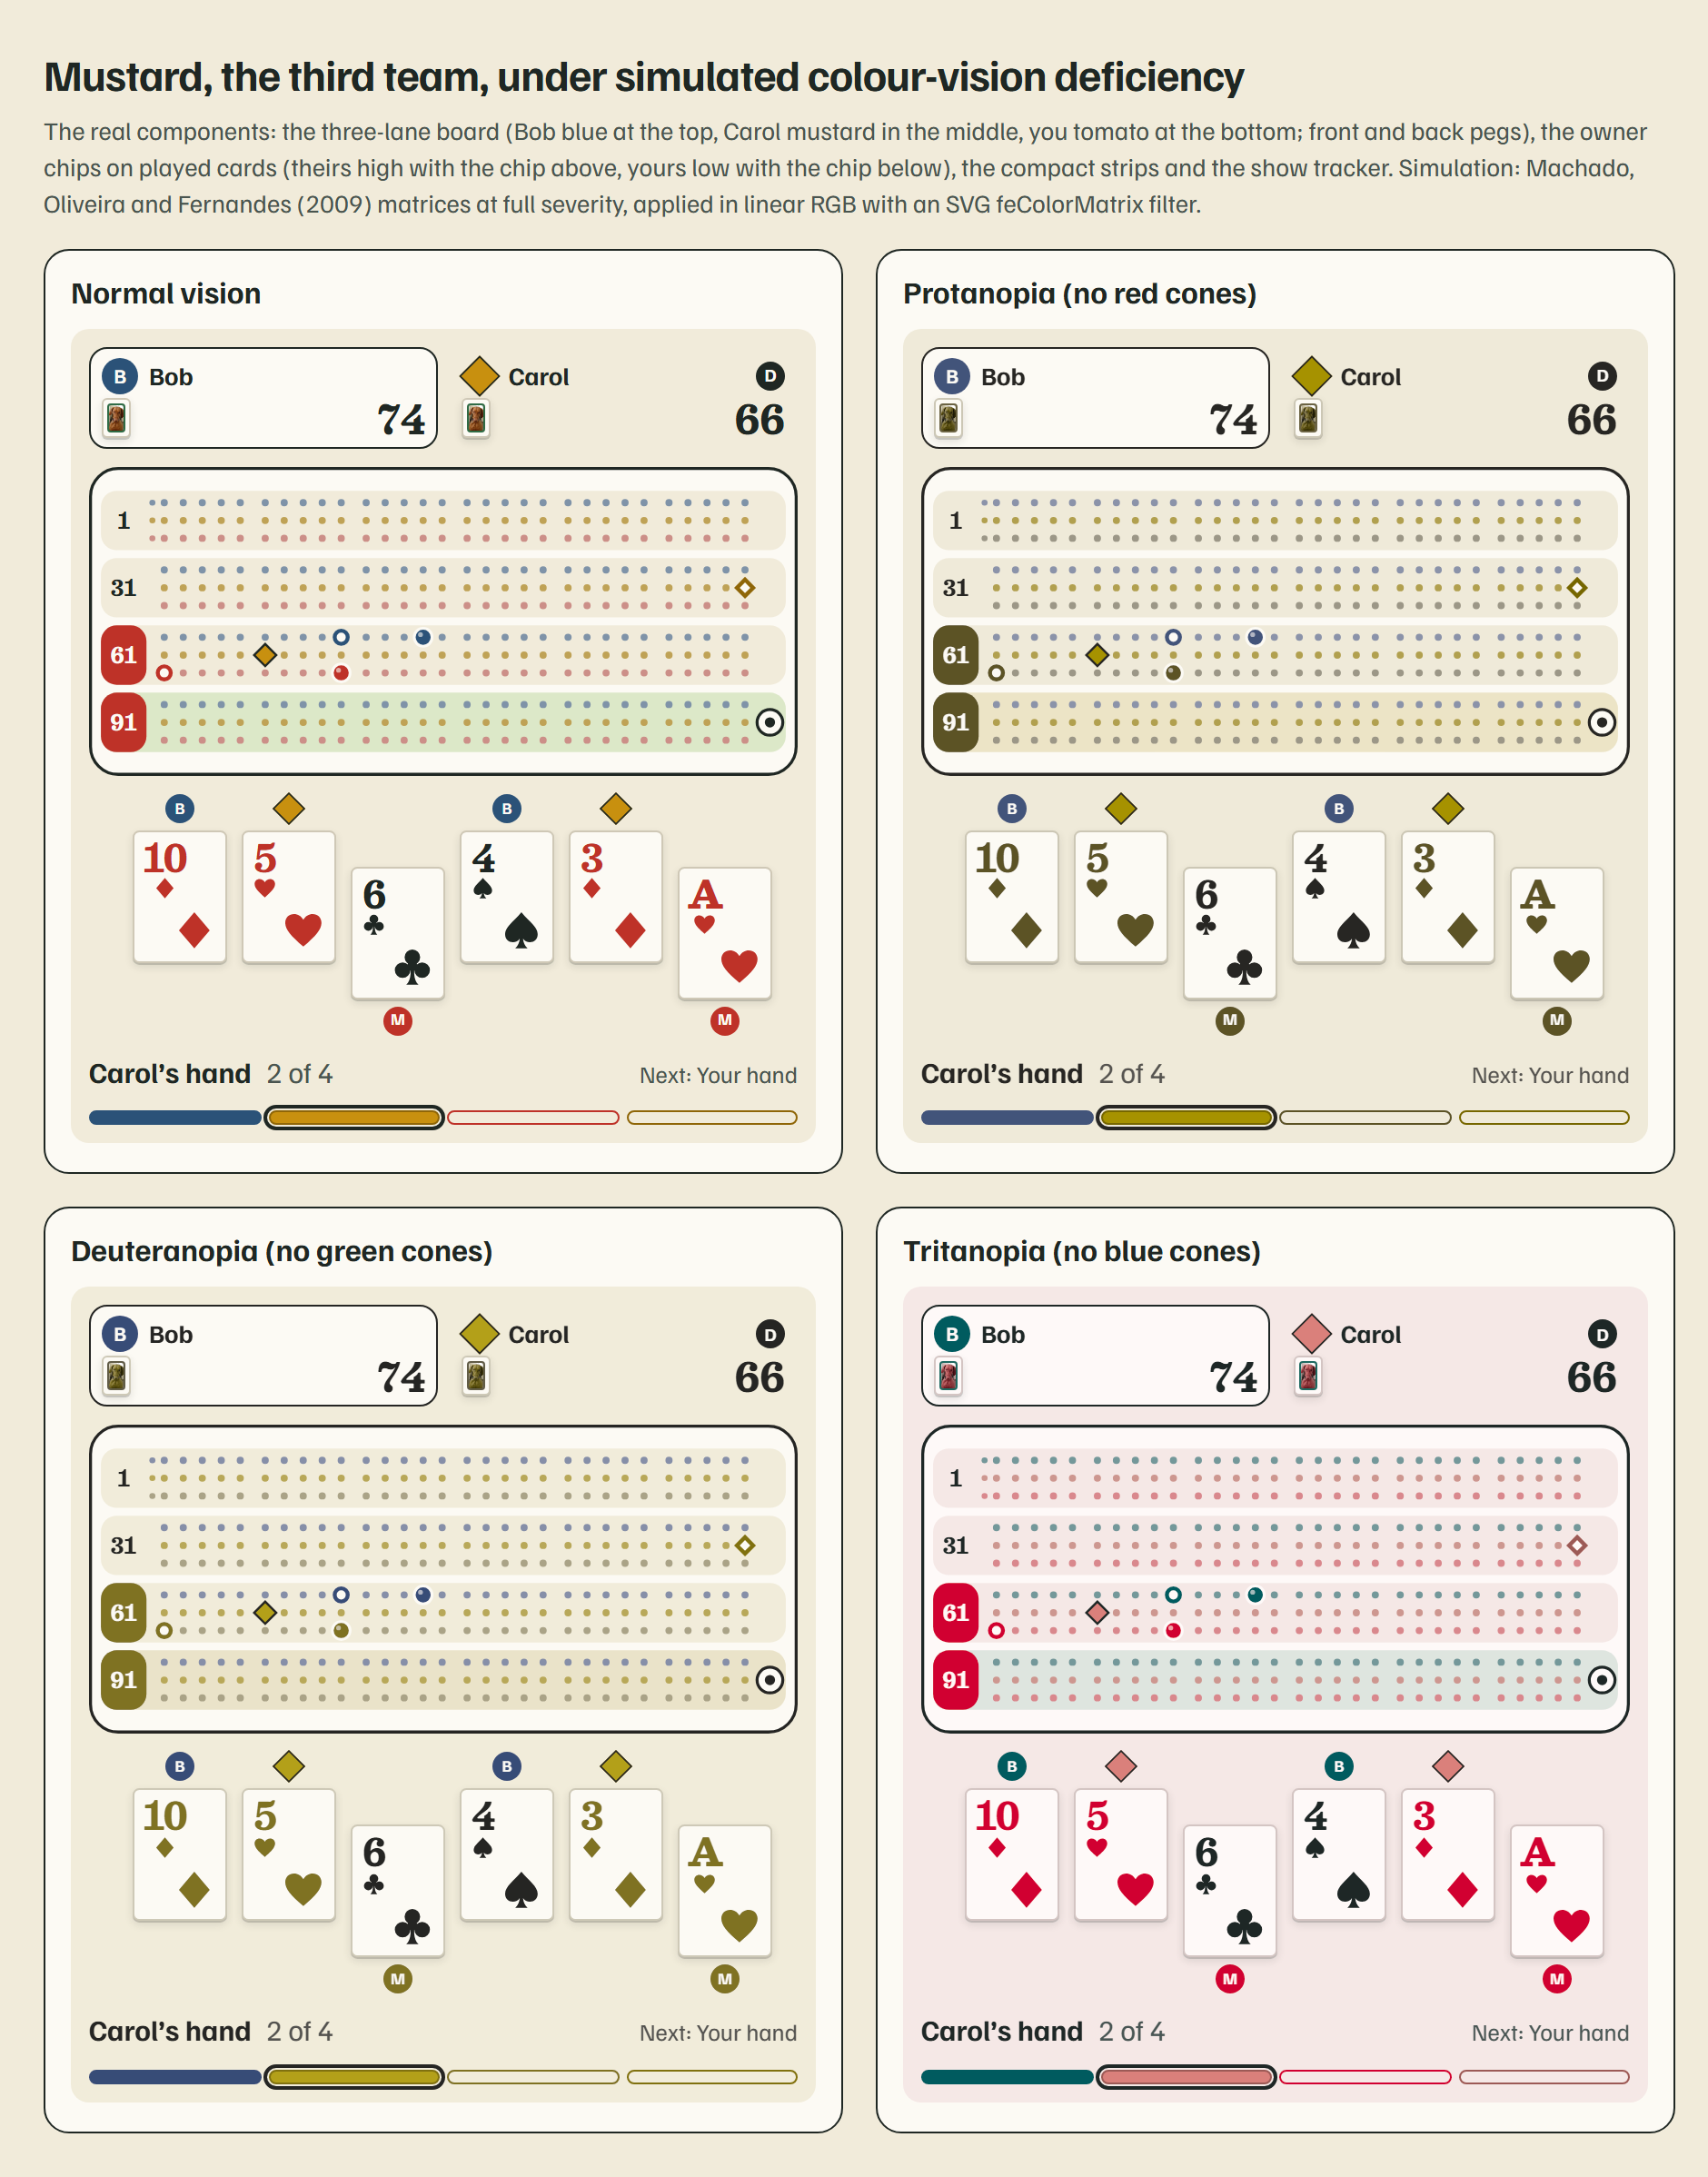 Mustard, the third team, under simulated colour-vision deficiency
The real components: the three-lane board (Bob blue at the top, Carol mustard in the middle, you tomato at the bottom; front and back pegs), the owner
chips on played cards (theirs high with the chip above, yours low with the chip below), the compact strips and the show tracker. Simulation: Machado,
Oliveira and Fernandes (2009) matrices at full severity, applied in linear RGB with an SVG feColorMatrix filter.
Normal vision
B Bob
74
Carol D
66
1
31
61
91
B B
10 5 6 4 3 A
M M
Carol’s hand 2 of 4 Next: Your hand
Protanopia (no red cones)
B Bob
74
Carol D
66
1
31
61
91
B B
10 5 6 4 3 A
M M
Carol’s hand 2 of 4 Next: Your hand
Deuteranopia (no green cones)
B Bob
74
Carol D
66
1
31
61
91
B B
10 5 6 4 3 A
M M
Carol’s hand 2 of 4 Next: Your hand
Tritanopia (no blue cones)
B Bob
74
Carol D
66
1
31
61
91
B B
10 5 6 4 3 A
M M
Carol’s hand 2 of 4 Next: Your hand